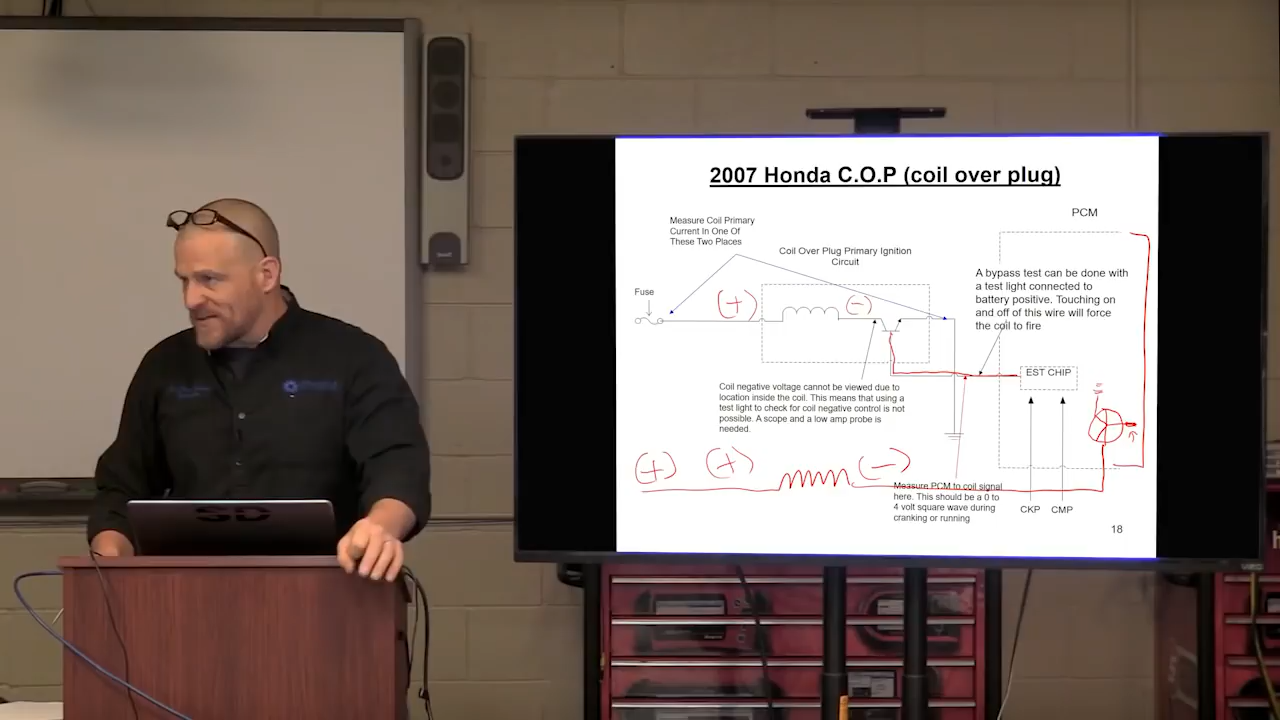 2007 Honda C.O.P (coil over plug)
PCM
Measure Coil Primary
Current In One Of
These Two Places
Coil Over Plug Primary Ignition
Circuit
A bypass test can be done with
a test light connected to
battery positive. Touching on
and off of this wire will force
the coil to fire
Fuse
(+)
(-)
EST CHIP
Coil negative voltage cannot be viewed due to
location inside the coil. This means that using a
test light to check for coil negative control is not
possible. A scope and a low amp probe is
needed.
(+) (+) (-)
Measure PCM to coil signal
here. This should be a 0 to
4 volt square wave during
cranking or running
CKP CMP
18
SD